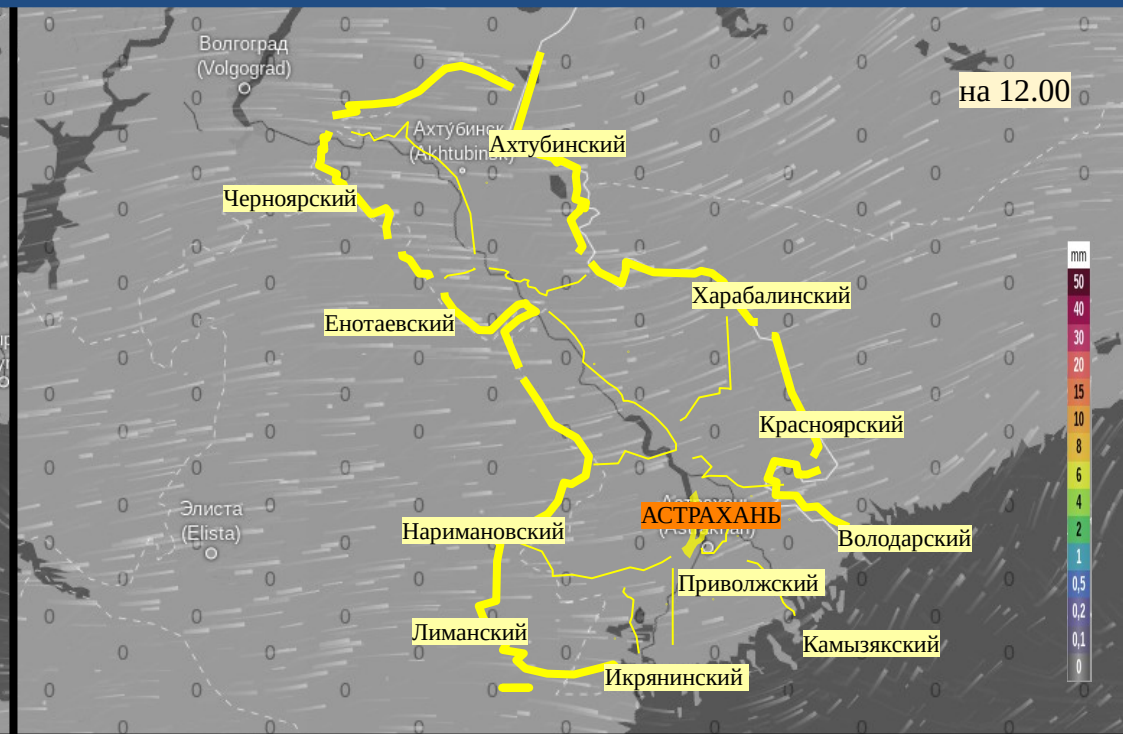 Волгоград
(Volgograd)
на 12.00
Ахтубинск
(Akhtubinsk)
Ахтубинский
Черноярский
mm
50
40
30
20
15
10
8
6
4
2
1
0,5
0,2
0,1
0
Харабалинский
Енотаевский
Красноярский
Элиста
(Elista)
АСТРАХАНЬ
Наримановский
Володарский
Приволжский
Лиманский
Камызякский
Икрянинский